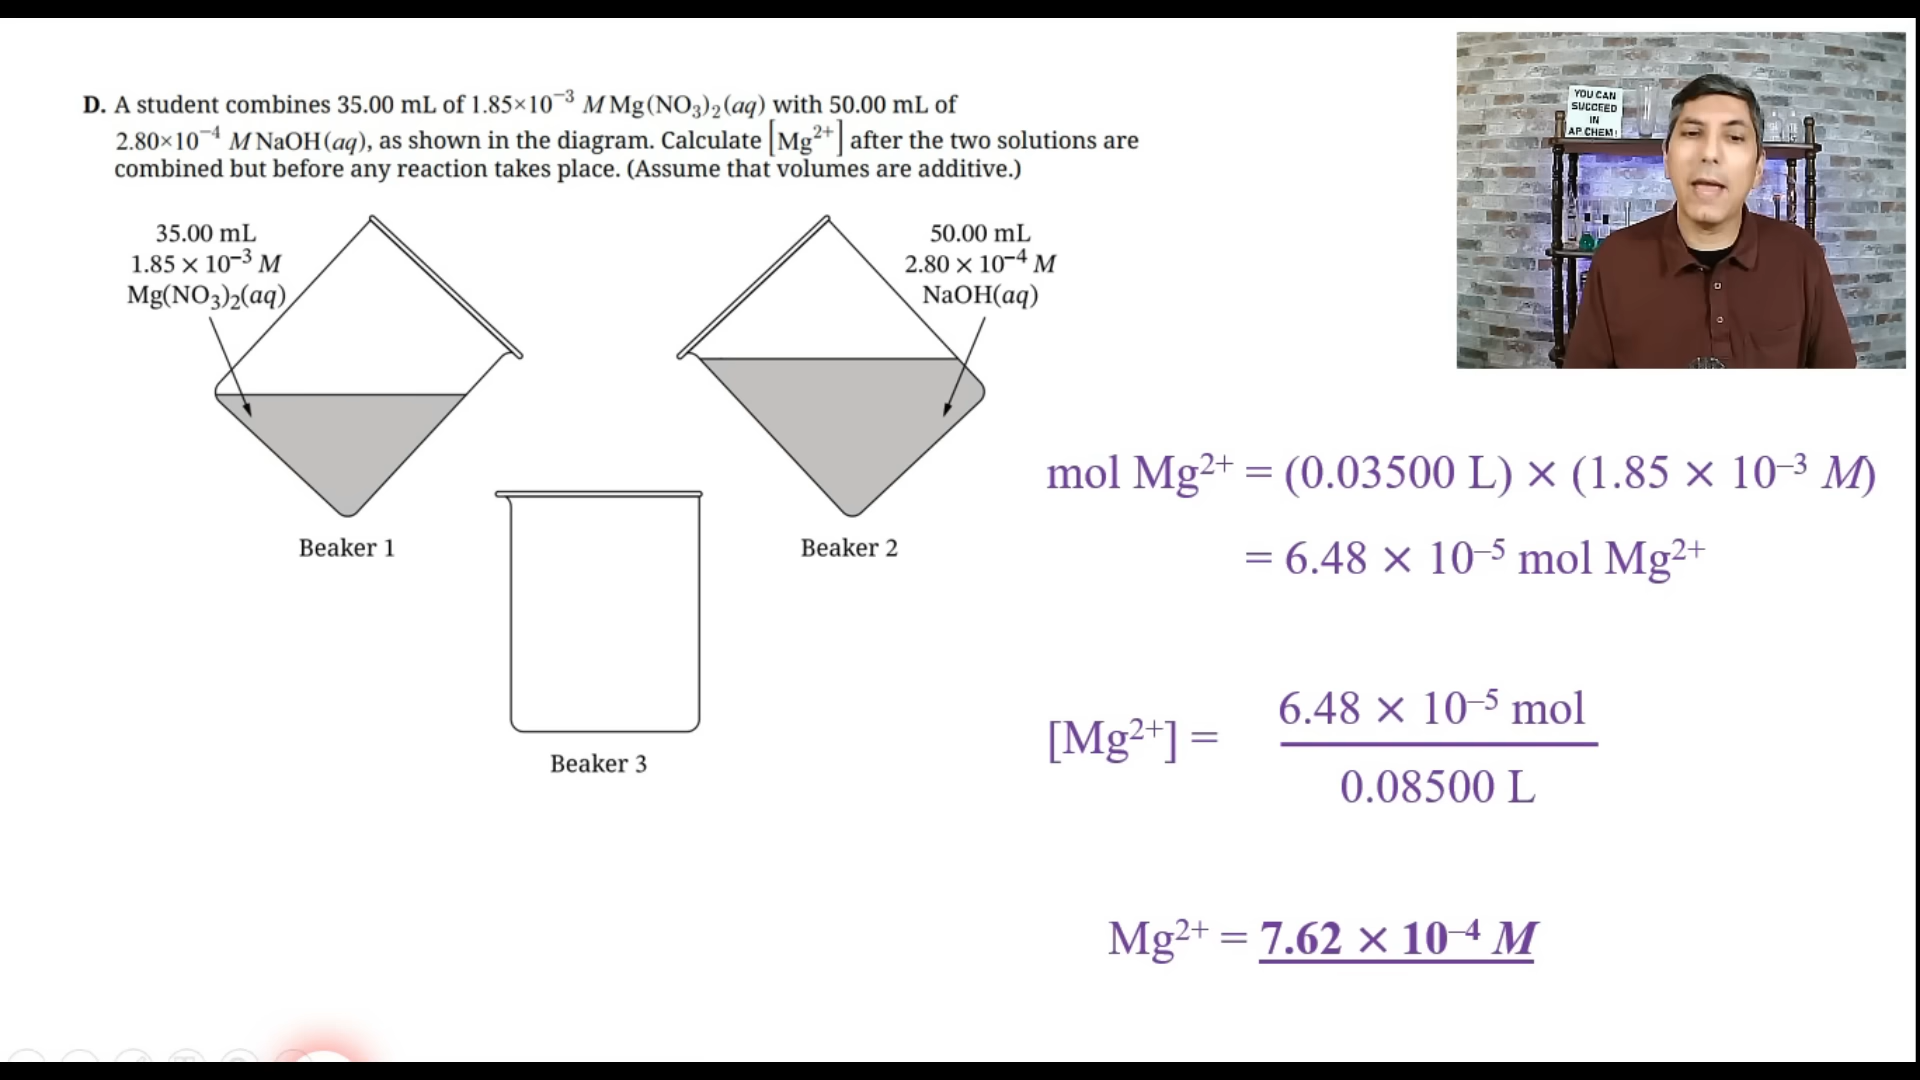 D. A student combines 35.00 mL of 1.85×10⁻³ M Mg(NO₃)₂(aq) with 50.00 mL of
2.80×10⁻⁴ M NaOH(aq), as shown in the diagram. Calculate [Mg²⁺] after the two solutions are
combined but before any reaction takes place. (Assume that volumes are additive.)
35.00 mL
1.85 × 10⁻³ M
Mg(NO₃)₂(aq)
50.00 mL
2.80 × 10⁻⁴ M
NaOH(aq)
Beaker 1
Beaker 2
Beaker 3
YOU CAN
SUCCEED
IN
AP CHEM!
mol Mg²⁺ = (0.03500 L) × (1.85 × 10⁻³ M)
= 6.48 × 10⁻⁵ mol Mg²⁺
[Mg²⁺] =
6.48 × 10⁻⁵ mol
0.08500 L
Mg²⁺ = 7.62 × 10⁻⁴ M